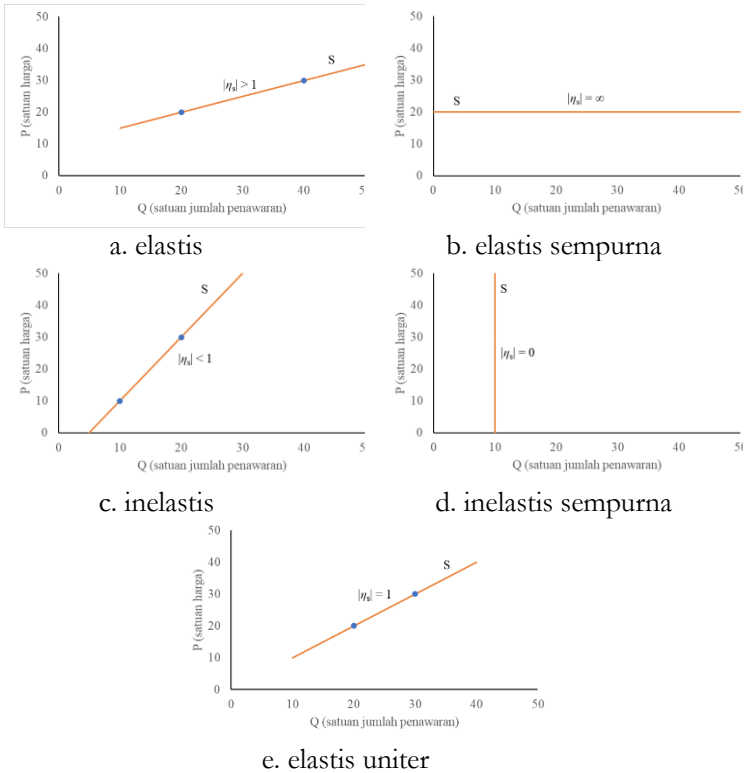 50
40
30
20
10
0
P (satuan harga)
S
|ηs| > 1
0 10 20 30 40 5
Q (satuan jumlah penawaran)
a. elastis
50
40
30
20
10
0
P (satuan harga)
S
|ηs| = ∞
0 10 20 30 40 50
Q (satuan jumlah penawaran)
b. elastis sempurna
50
40
30
20
10
0
P (satuan harga)
S
|ηs| < 1
0 10 20 30 40 5
Q (satuan jumlah penawaran)
c. inelastis
50
40
30
20
10
0
P (satuan harga)
S
|ηs| = 0
0 10 20 30 40 50
Q (satuan jumlah penawaran)
d. inelastis sempurna
50
40
30
20
10
0
P (satuan harga)
S
|ηs| = 1
0 10 20 30 40 50
Q (satuan jumlah penawaran)
e. elastis uniter